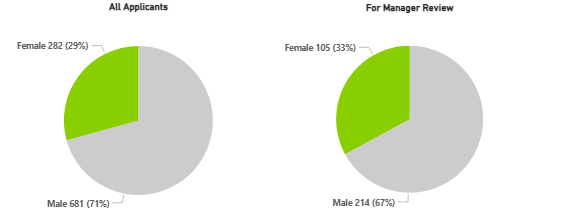 All Applicants
For Manager Review
Female 282 (29%)
Female 105 (33%)
Male 681 (71%)
Male 214 (67%)